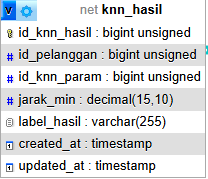 V net knn_hasil
id_knn_hasil : bigint unsigned
id_pelanggan : bigint unsigned
id_knn_param : bigint unsigned
# jarak_min : decimal(15,10)
label_hasil : varchar(255)
created_at : timestamp
updated_at : timestamp